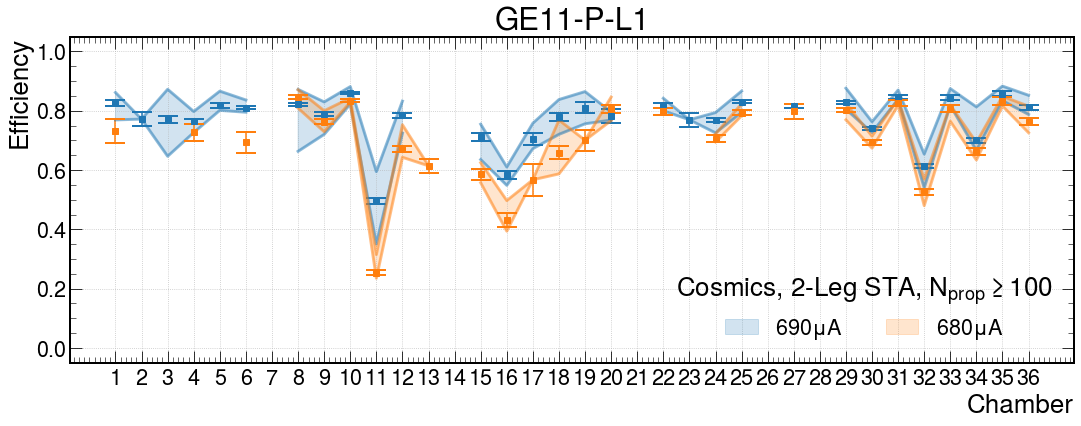 GE11-P-L1
Efficiency
1.0
0.8
0.6
0.4
0.2
0.0
Cosmics, 2-Leg STA, N_prop ≥ 100
690μA 680μA
1 2 3 4 5 6 7 8 9 10 11 12 13 14 15 16 17 18 19 20 21 22 23 24 25 26 27 28 29 30 31 32 33 34 35 36
Chamber